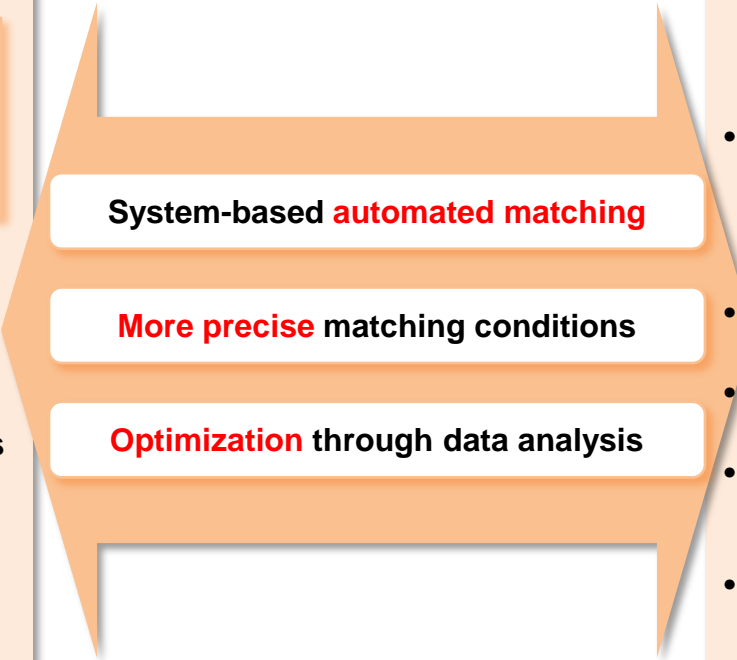 System-based automated matching
More precise matching conditions
Optimization through data analysis